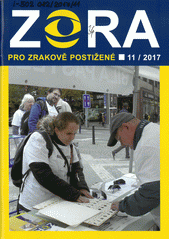 ZORA
PRO ZRAKOVĚ POSTIŽENÉ ■ 11 / 2017